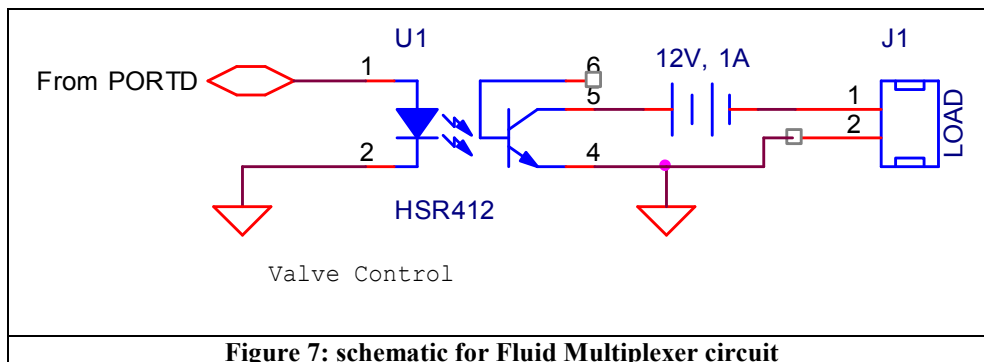 U1
J1
From PORTD
1
6
12V, 1A
5
1
2
LOAD
2
4
HSR412
Valve Control
Figure 7: schematic for Fluid Multiplexer circuit